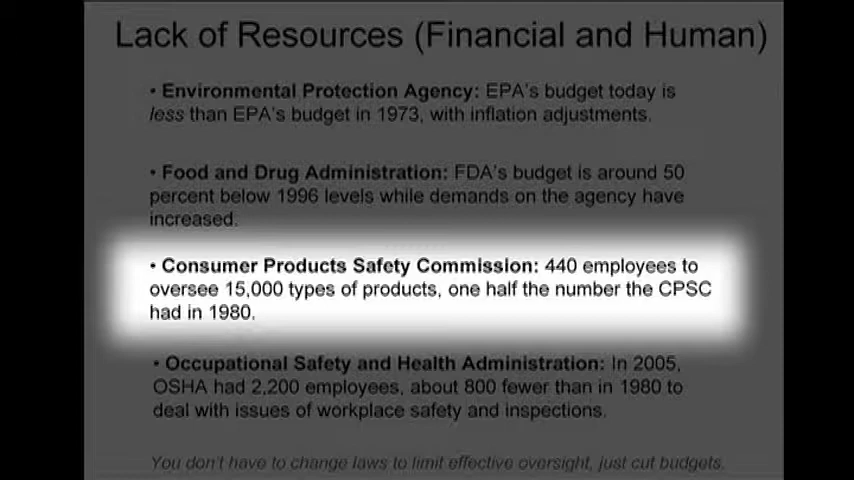 Lack of Resources (Financial and Human)
• Environmental Protection Agency: EPA's budget today is
less than EPA's budget in 1973, with inflation adjustments.
• Food and Drug Administration: FDA's budget is around 50
percent below 1996 levels while demands on the agency have
increased.
• Consumer Products Safety Commission: 440 employees to
oversee 15,000 types of products, one half the number the CPSC
had in 1980.
• Occupational Safety and Health Administration: In 2005,
OSHA had 2,200 employees, about 800 fewer than in 1980 to
deal with issues of workplace safety and inspections.
You don't have to change laws to limit effective oversight, just cut budgets.